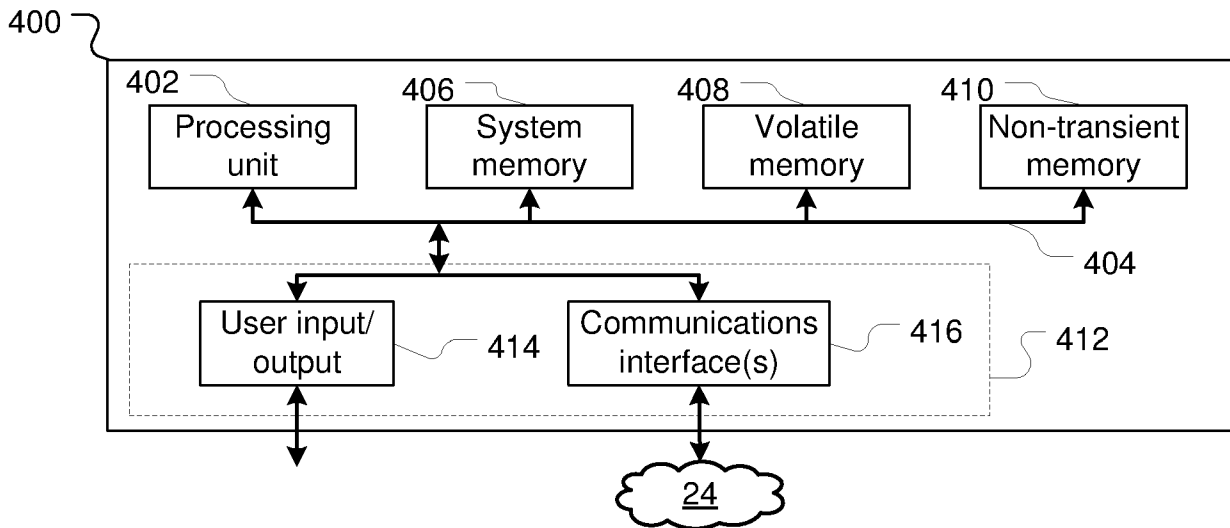 400
402
406
408
410
Processing
unit
System
memory
Volatile
memory
Non-transient
memory
404
User input/
output
414
Communications
interface(s)
416
412
24